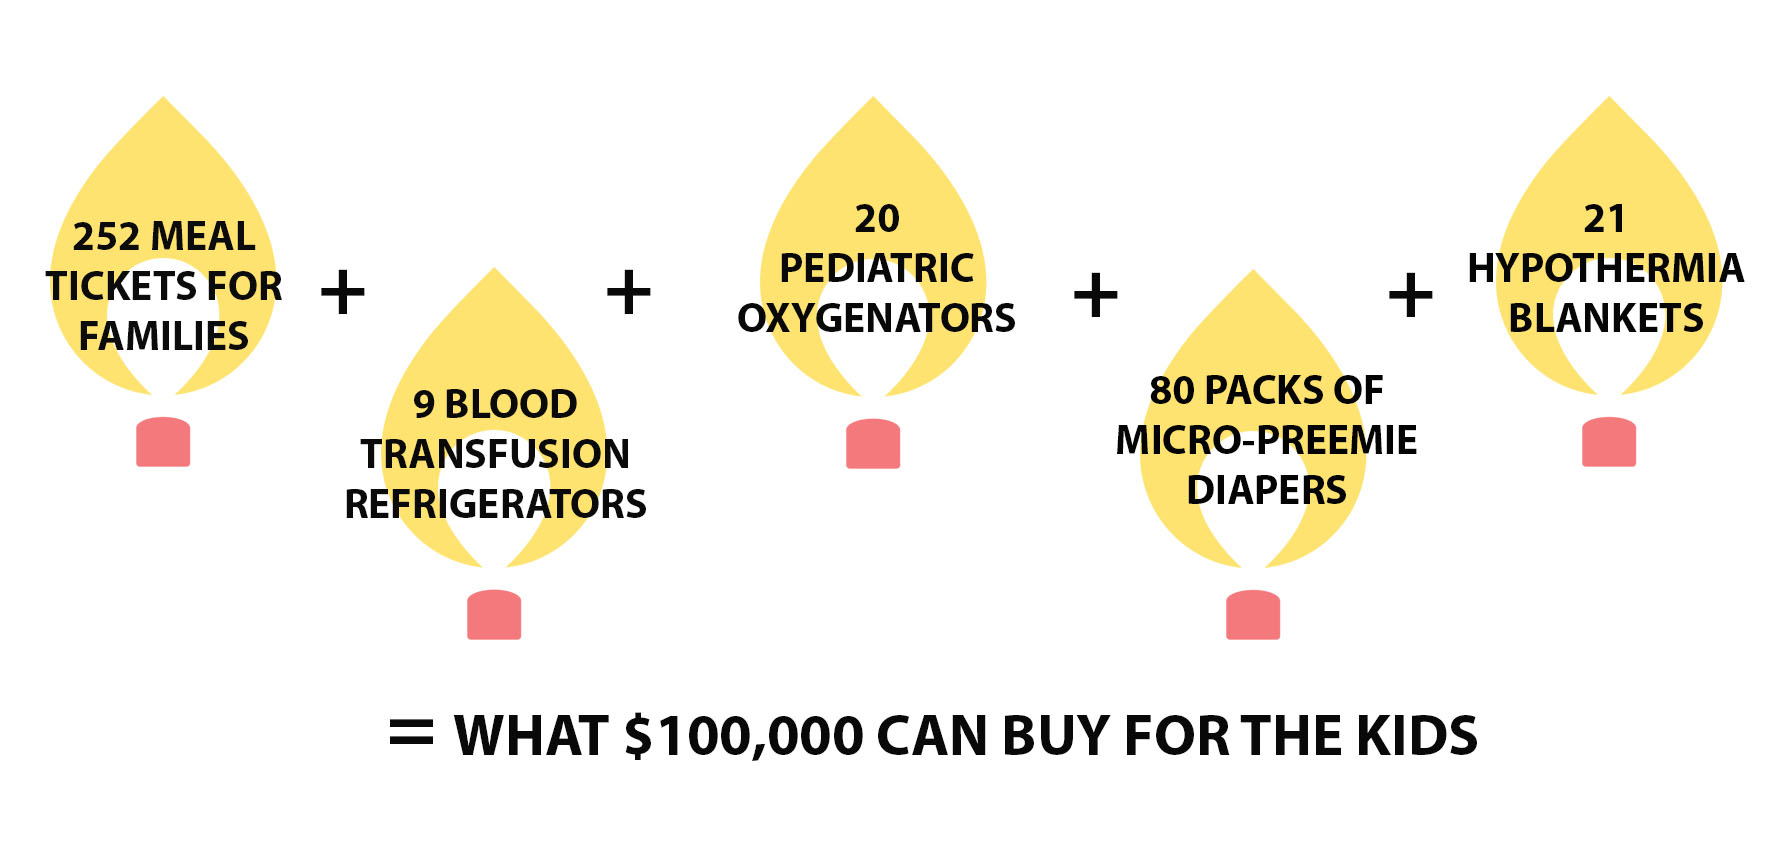 252 MEAL
TICKETS FOR
FAMILIES
+
9 BLOOD
TRANSFUSION
REFRIGERATORS
+
20
PEDIATRIC
OXYGENATORS
+
80 PACKS OF
MICRO-PREEMIE
DIAPERS
+
21
HYPOTHERMIA
BLANKETS
= WHAT $100,000 CAN BUY FOR THE KIDS